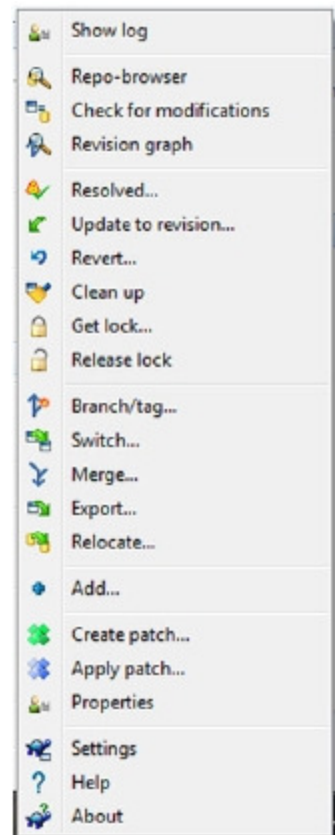 Show log
Repo-browser
Check for modifications
Revision graph
Resolved...
Update to revision...
Revert...
Clean up
Get lock...
Release lock
Branch/tag...
Switch...
Merge...
Export...
Relocate...
Add...
Create patch...
Apply patch...
Properties
Settings
Help
About